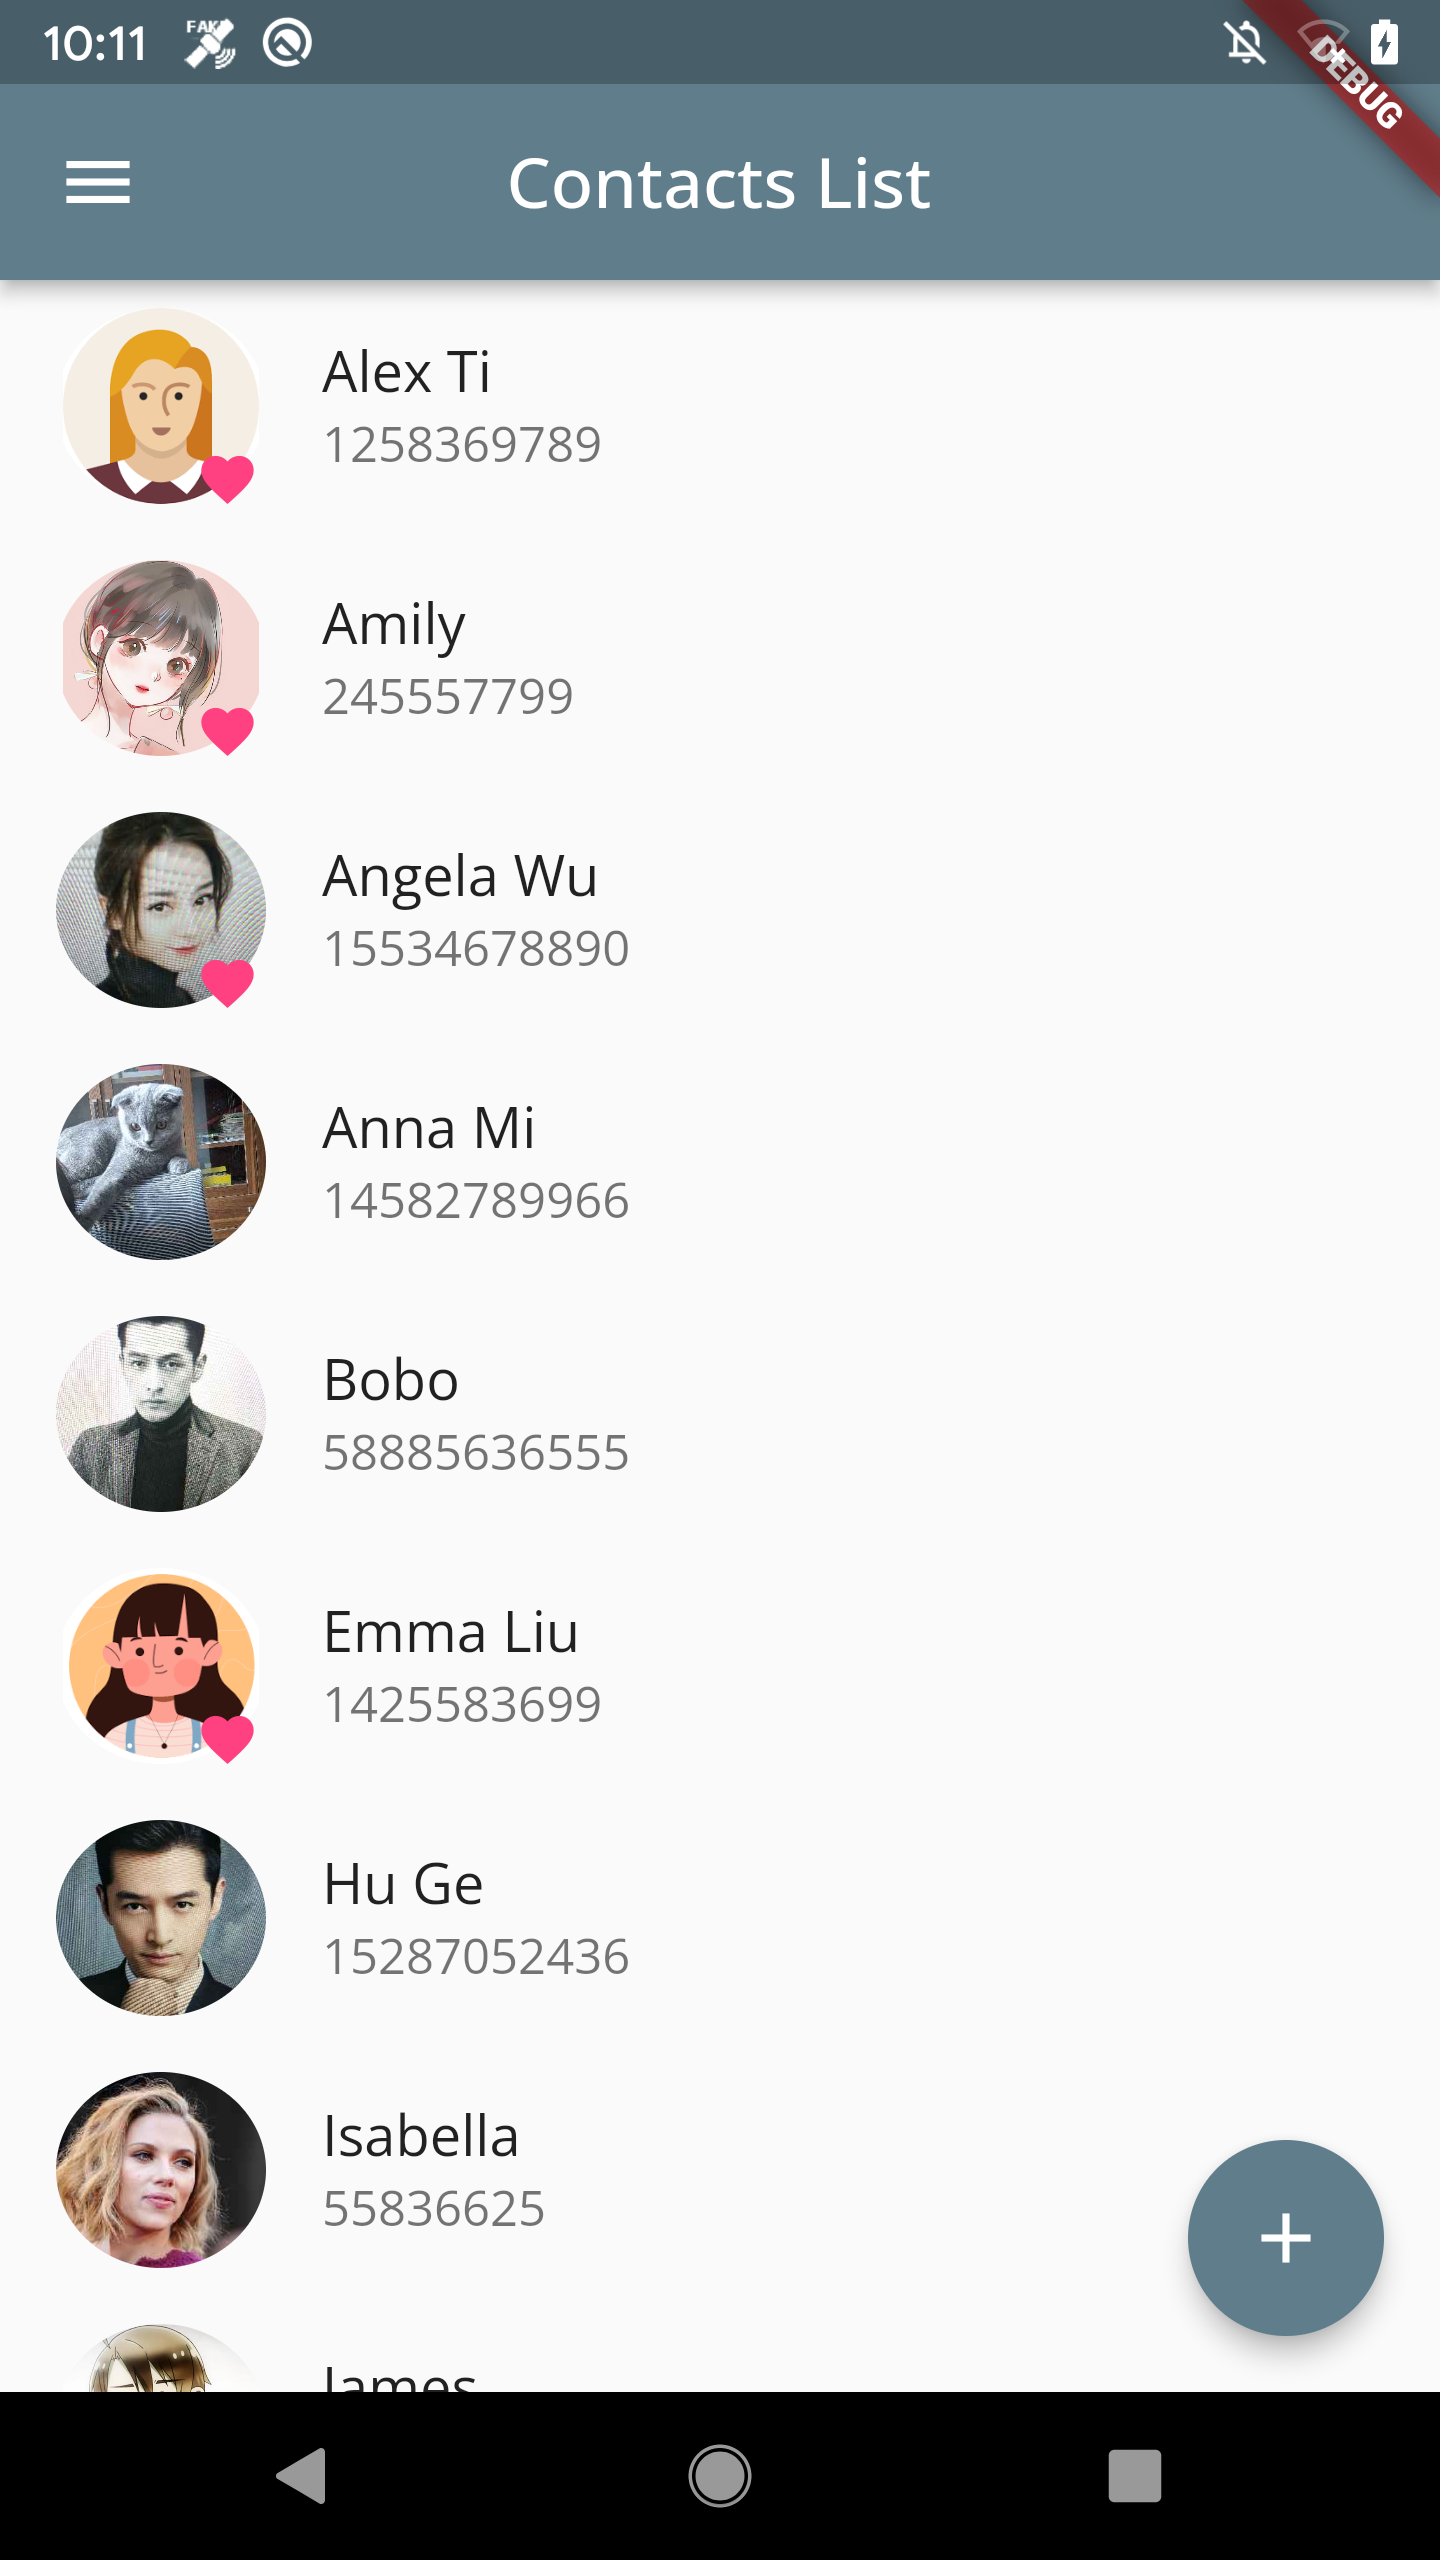 10:11
FAKE
DEBUG
Contacts List
Alex Ti
1258369789
Amily
245557799
Angela Wu
15534678890
Anna Mi
14582789966
Bobo
58885636555
Emma Liu
1425583699
Hu Ge
15287052436
Isabella
55836625
James